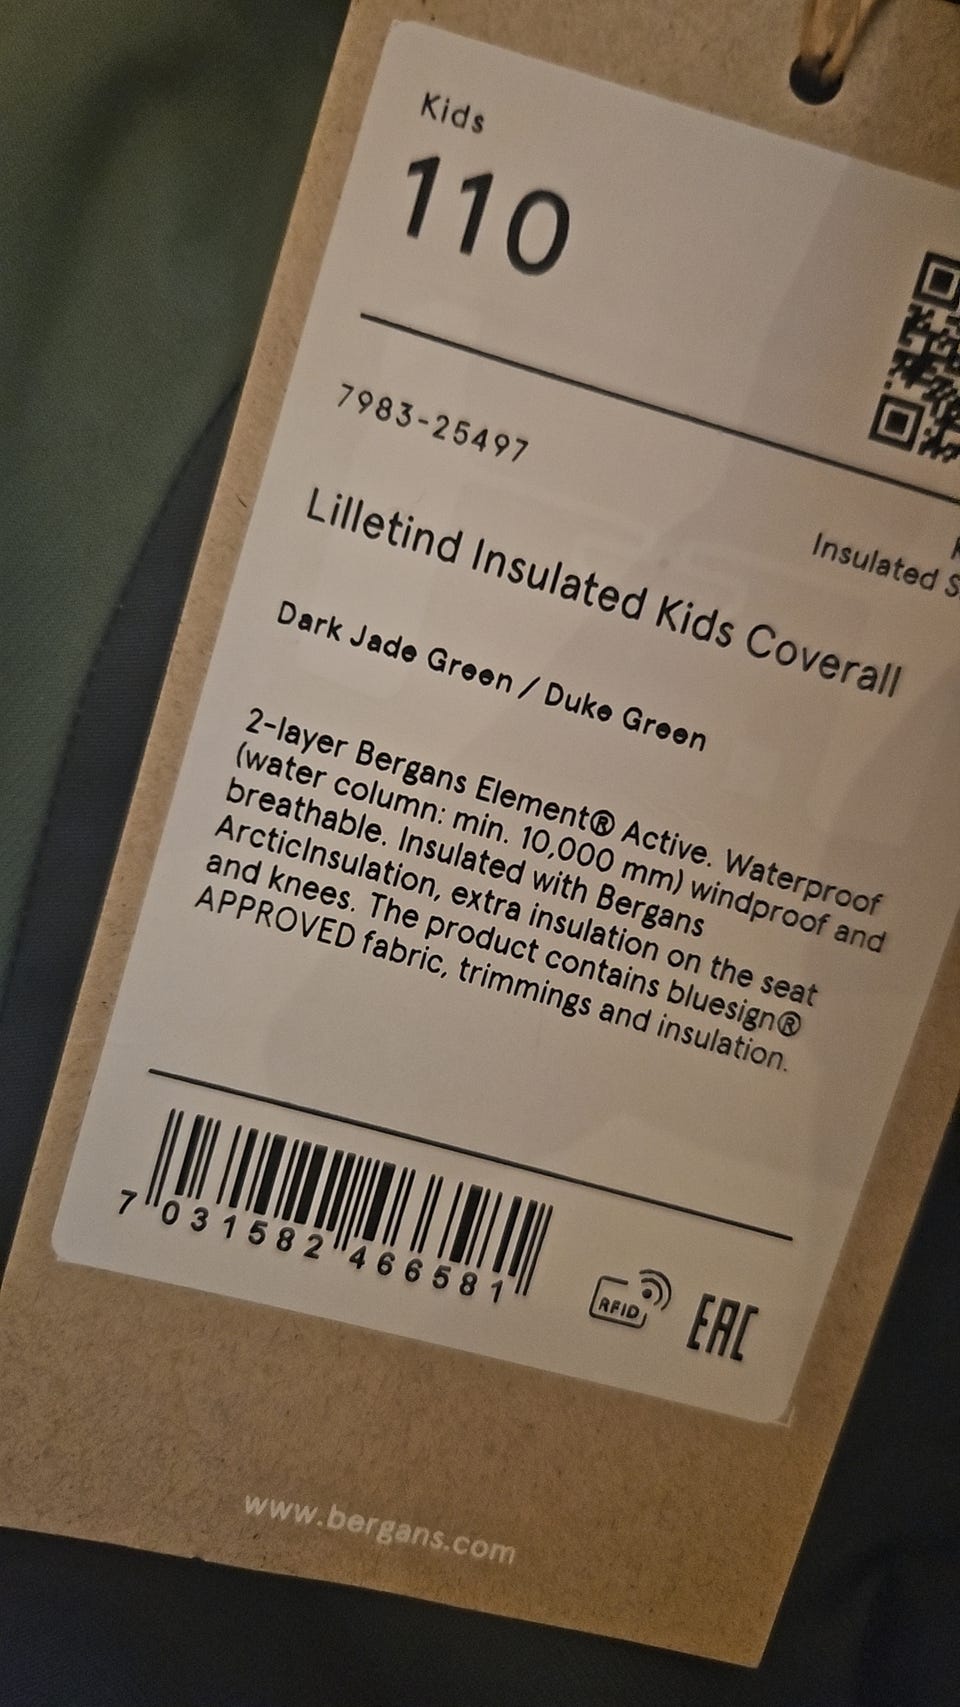 Kids
110
7983-25497
Insulated
Lilletind Insulated Kids Coverall
Dark Jade Green / Duke Green
2-layer Bergans Element® Active. Waterproof
(water column: min. 10,000 mm) windproof and
breathable. Insulated with Bergans
ArcticInsulation, extra insulation on the seat
and knees. The product contains bluesign®
APPROVED fabric, trimmings and insulation.
7 031582 466581
RFID
EAC
www.bergans.com